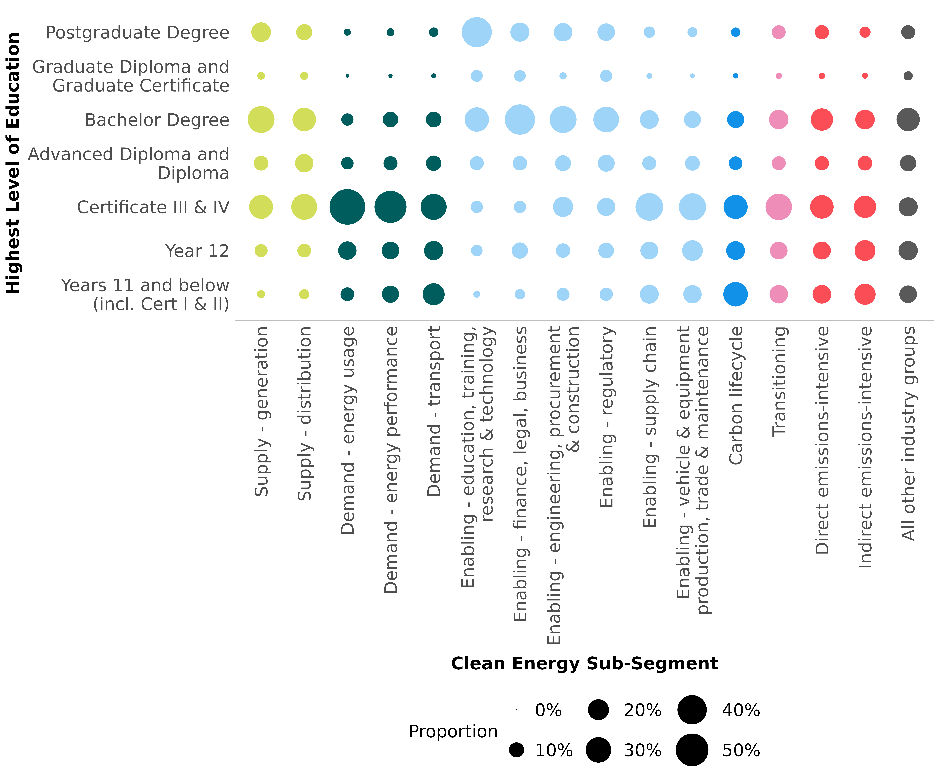 Highest Level of Education
Postgraduate Degree
Graduate Diploma and
Graduate Certificate
Bachelor Degree
Advanced Diploma and
Diploma
Certificate III & IV
Year 12
Years 11 and below
(incl. Cert I & II)
Supply - generation
Supply - distribution
Demand - energy usage
Demand - energy performance
Demand - transport
Enabling - education, training,
research & technology
Enabling - finance, legal, business
Enabling - engineering, procurement
& construction
Enabling - regulatory
Enabling - supply chain
Enabling - vehicle & equipment
production, trade & maintenance
Carbon lifecycle
Transitioning
Direct emissions-intensive
Indirect emissions-intensive
All other industry groups
Clean Energy Sub-Segment
Proportion
0% 20% 40%
10% 30% 50%